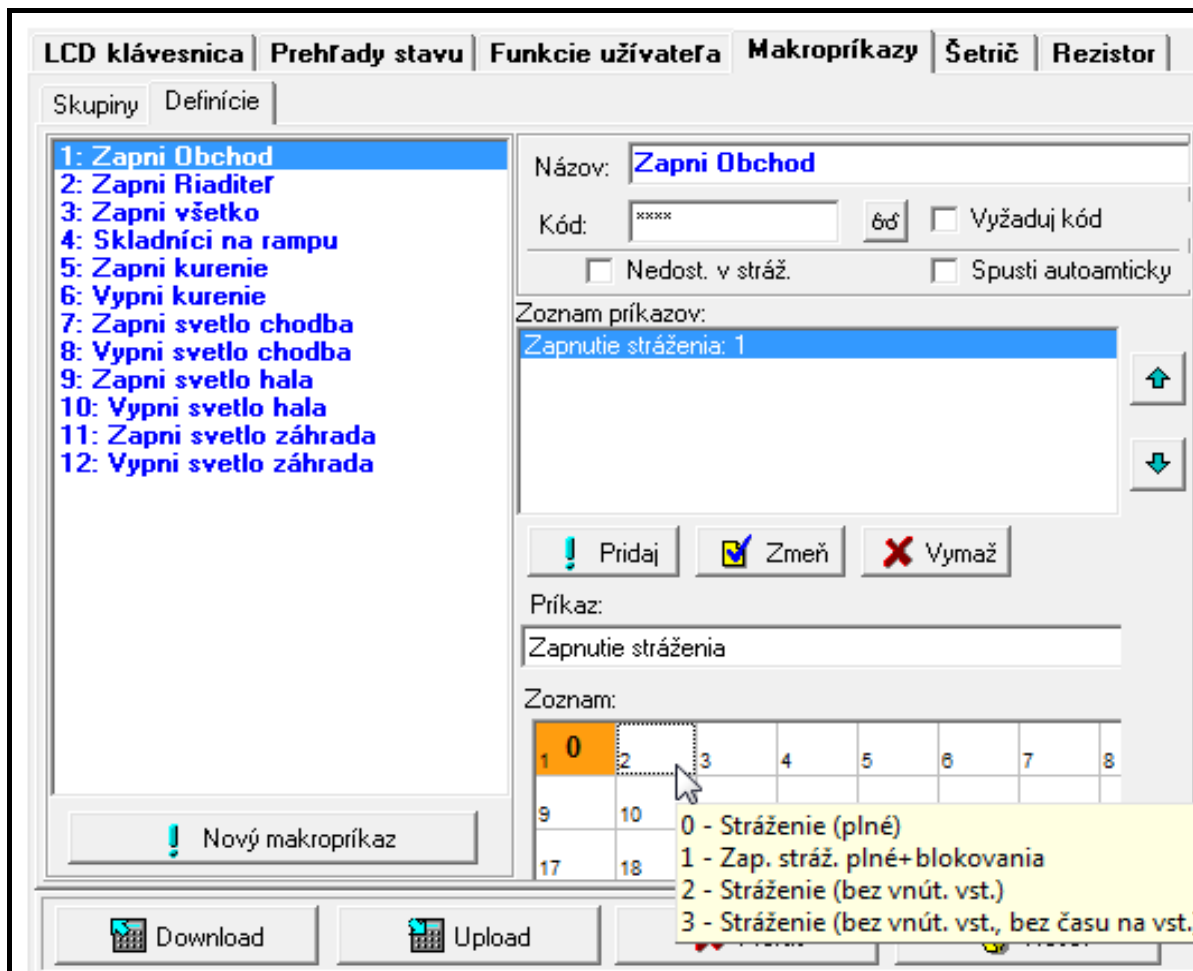 LCD klávesnica Prehľady stavu Funkcie užívateľa Makropríkazy Šetrič Rezistor
Skupiny Definície
1: Zapni Obchod
2: Zapni Riaditeľ
3: Zapni všetko
4: Skladníci na rampu
5: Zapni kurenie
6: Vypni kurenie
7: Zapni svetlo chodba
8: Vypni svetlo chodba
9: Zapni svetlo hala
10: Vypni svetlo hala
11: Zapni svetlo záhrada
12: Vypni svetlo záhrada
Nový makropríkaz
Názov: Zapni Obchod
Kód: **** Vyžaduj kód
Nedost. v stráž. Spusti autoamticky
Zoznam príkazov:
Zapnutie stráženia: 1
Pridaj Zmeň Vymaž
Príkaz:
Zapnutie stráženia
Zoznam:
1 0 2 3 4 5 6 7 8
9 10
17 18
0 - Stráženie (plné)
1 - Zap. stráž. plné+blokovania
2 - Stráženie (bez vnút. vst.)
3 - Stráženie (bez vnút. vst., bez času na vst.
Download Upload